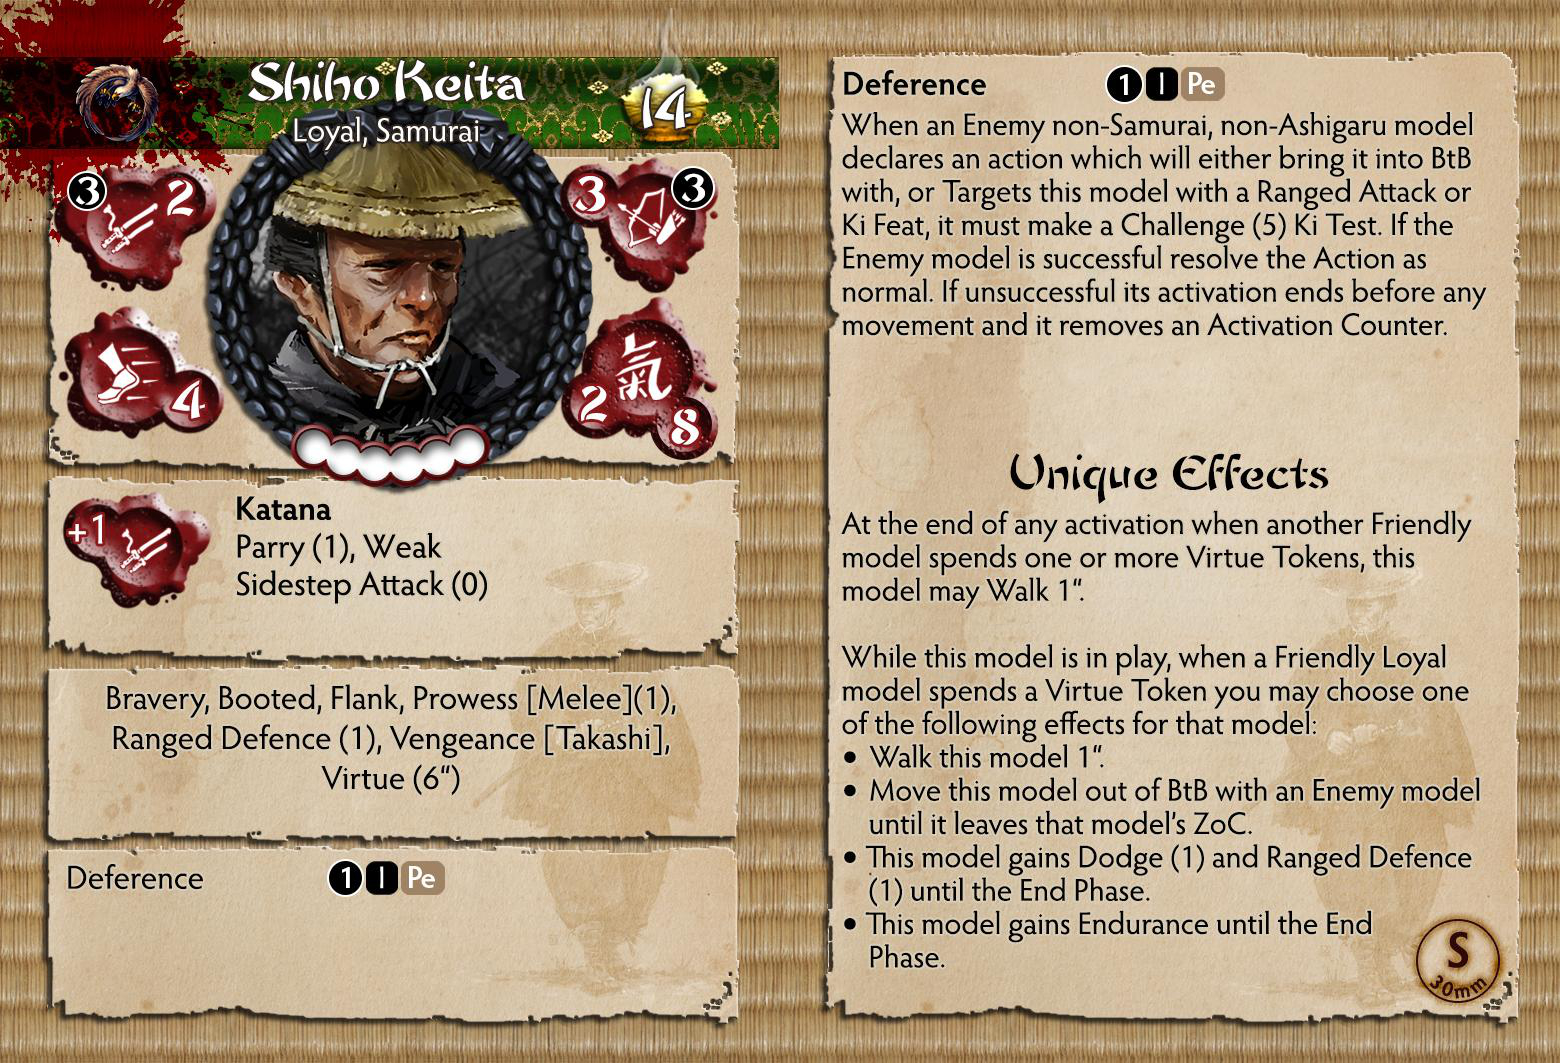 Shiho Keita
14
Loyal, Samurai
3 2
3 3
4
氣
2 8
+1
Katana
Parry (1), Weak
Sidestep Attack (0)
Bravery, Booted, Flank, Prowess [Melee](1),
Ranged Defence (1), Vengeance [Takashi],
Virtue (6“)
Deference 1 I Pe
Deference 1 I Pe
When an Enemy non-Samurai, non-Ashigaru model
declares an action which will either bring it into BtB
with, or Targets this model with a Ranged Attack or
Ki Feat, it must make a Challenge (5) Ki Test. If the
Enemy model is successful resolve the Action as
normal. If unsuccessful its activation ends before any
movement and it removes an Activation Counter.
Unique Effects
At the end of any activation when another Friendly
model spends one or more Virtue Tokens, this
model may Walk 1“.
While this model is in play, when a Friendly Loyal
model spends a Virtue Token you may choose one
of the following effects for that model:
• Walk this model 1“.
• Move this model out of BtB with an Enemy model
until it leaves that model’s ZoC.
• This model gains Dodge (1) and Ranged Defence
(1) until the End Phase.
• This model gains Endurance until the End
Phase.
S
30mm